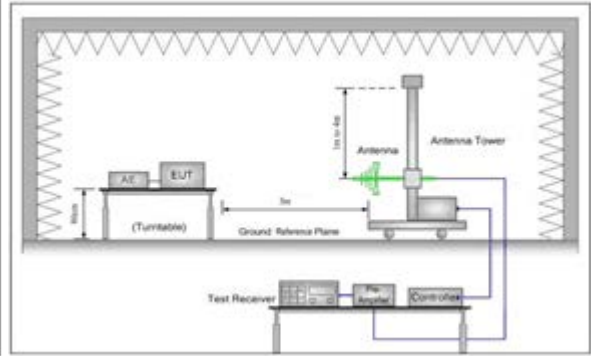 1m to 4m
Antenna
Antenna Tower
AE
EUT
80cm
3m
(Turntable)
Ground Reference Plane
Test Receiver
Pre-
Amplifier
Controller